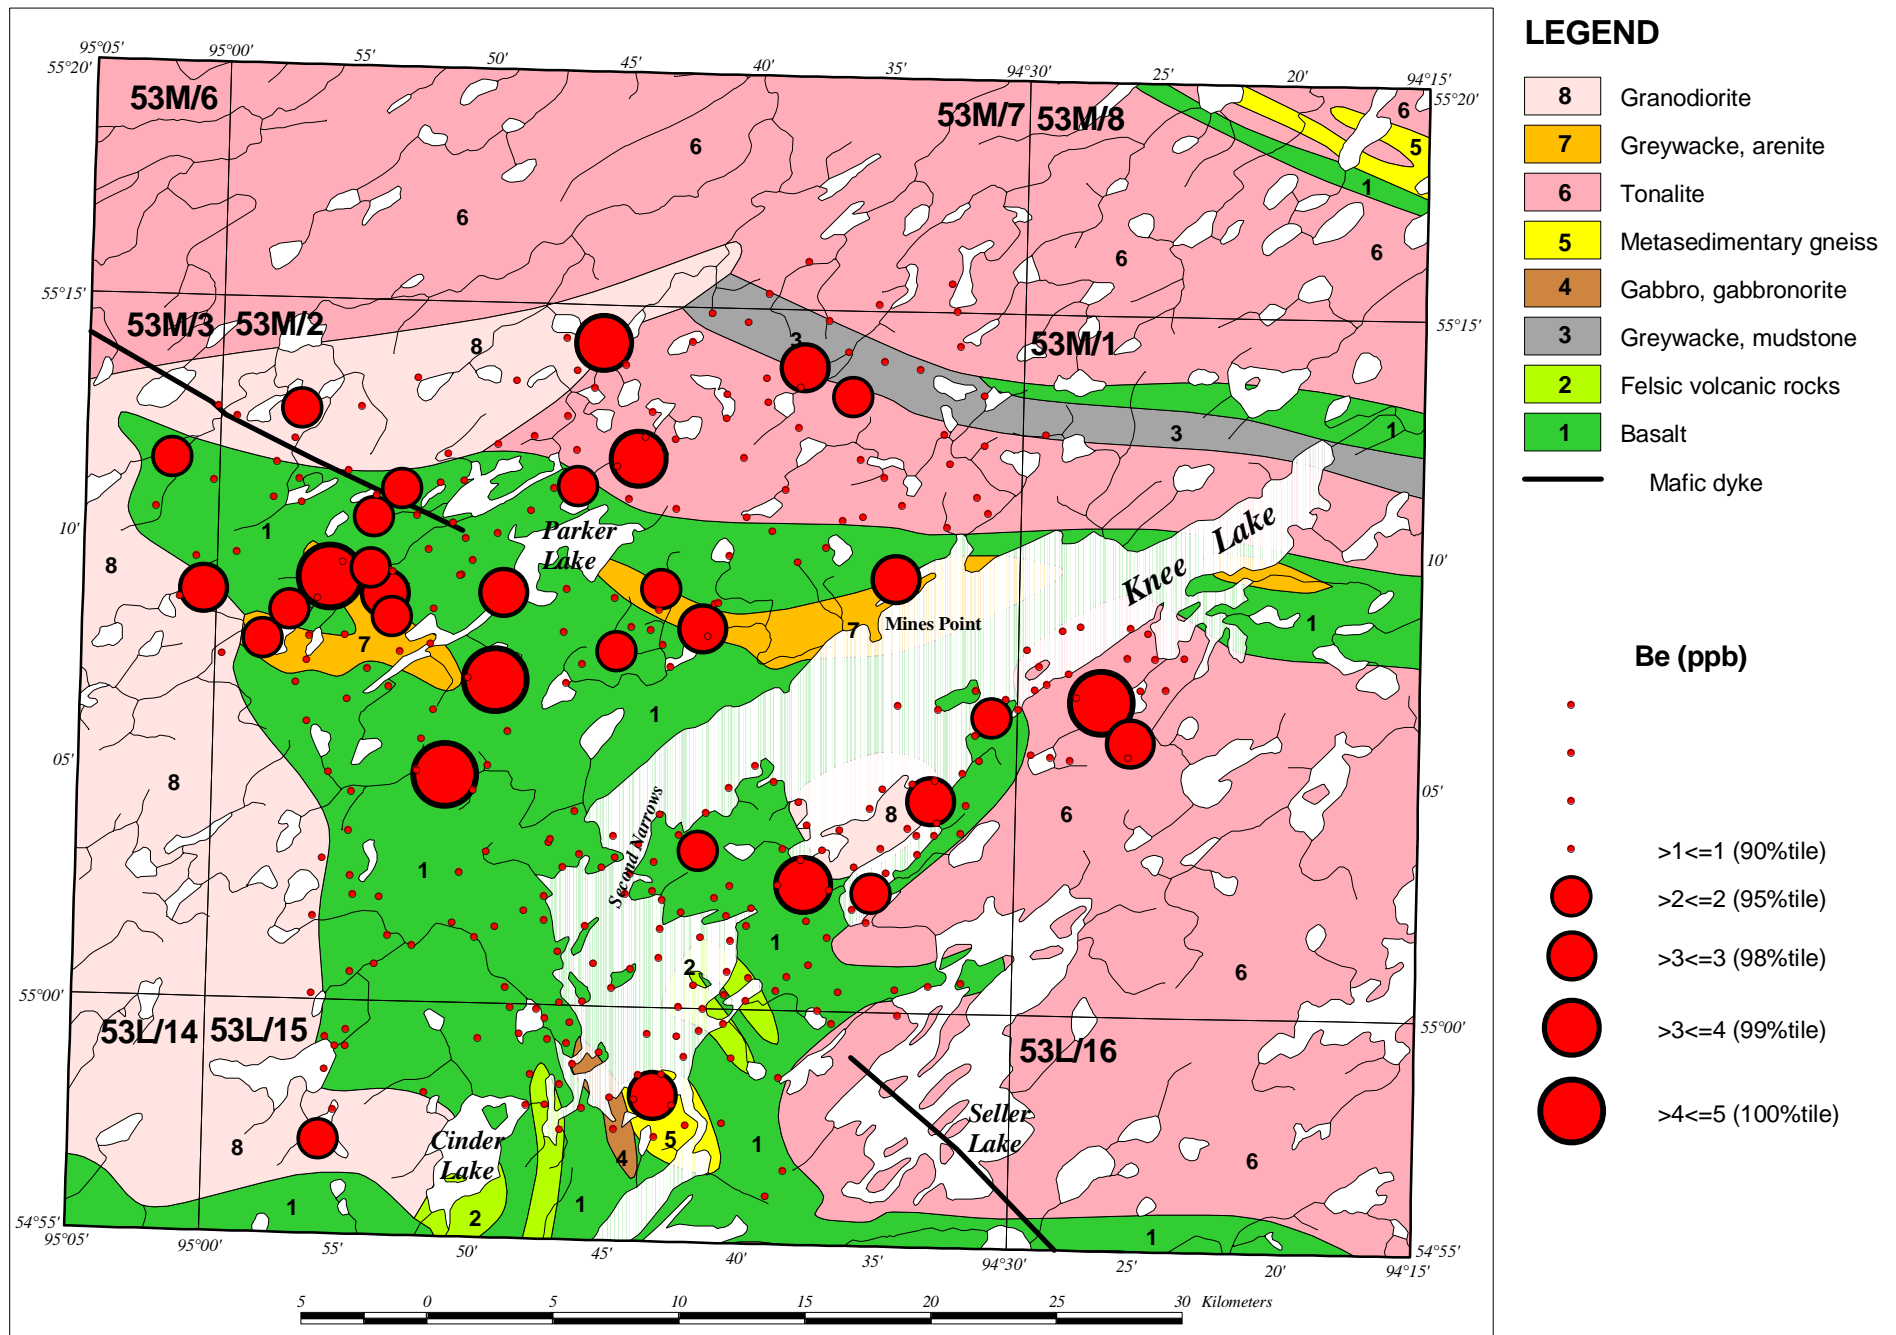 LEGEND
8 Granodiorite
7 Greywacke, arenite
6 Tonalite
5 Metasedimentary gneiss
4 Gabbro, gabbronorite
3 Greywacke, mudstone
2 Felsic volcanic rocks
1 Basalt
Mafic dyke
Be (ppb)
>1<=1 (90%tile)
>2<=2 (95%tile)
>3<=3 (98%tile)
>3<=4 (99%tile)
>4<=5 (100%tile)
95°05' 95°00' 55' 50' 45' 40' 35' 94°30' 25' 20' 94°15'
55°20' 55°20'
53M/6 53M/7 53M/8
6 6 6 5 1
6 6 6
55°15' 55°15'
53M/3 53M/2 53M/1
8 3
3 1
10' 10'
1
Parker
Lake
Knee Lake
8
7 7 Mines Point 1
1
05' 05'
8 8 6
Second Narrows
1 1
2 6
55°00' 55°00'
53L/14 53L/15 53L/16
Cinder
Lake
Seller
Lake
8 4 5 1 6
1 2 1 1
54°55' 54°55'
95°05' 95°00' 55' 50' 45' 40' 35' 94°30' 25' 20' 94°15'
5 0 5 10 15 20 25 30 Kilometers